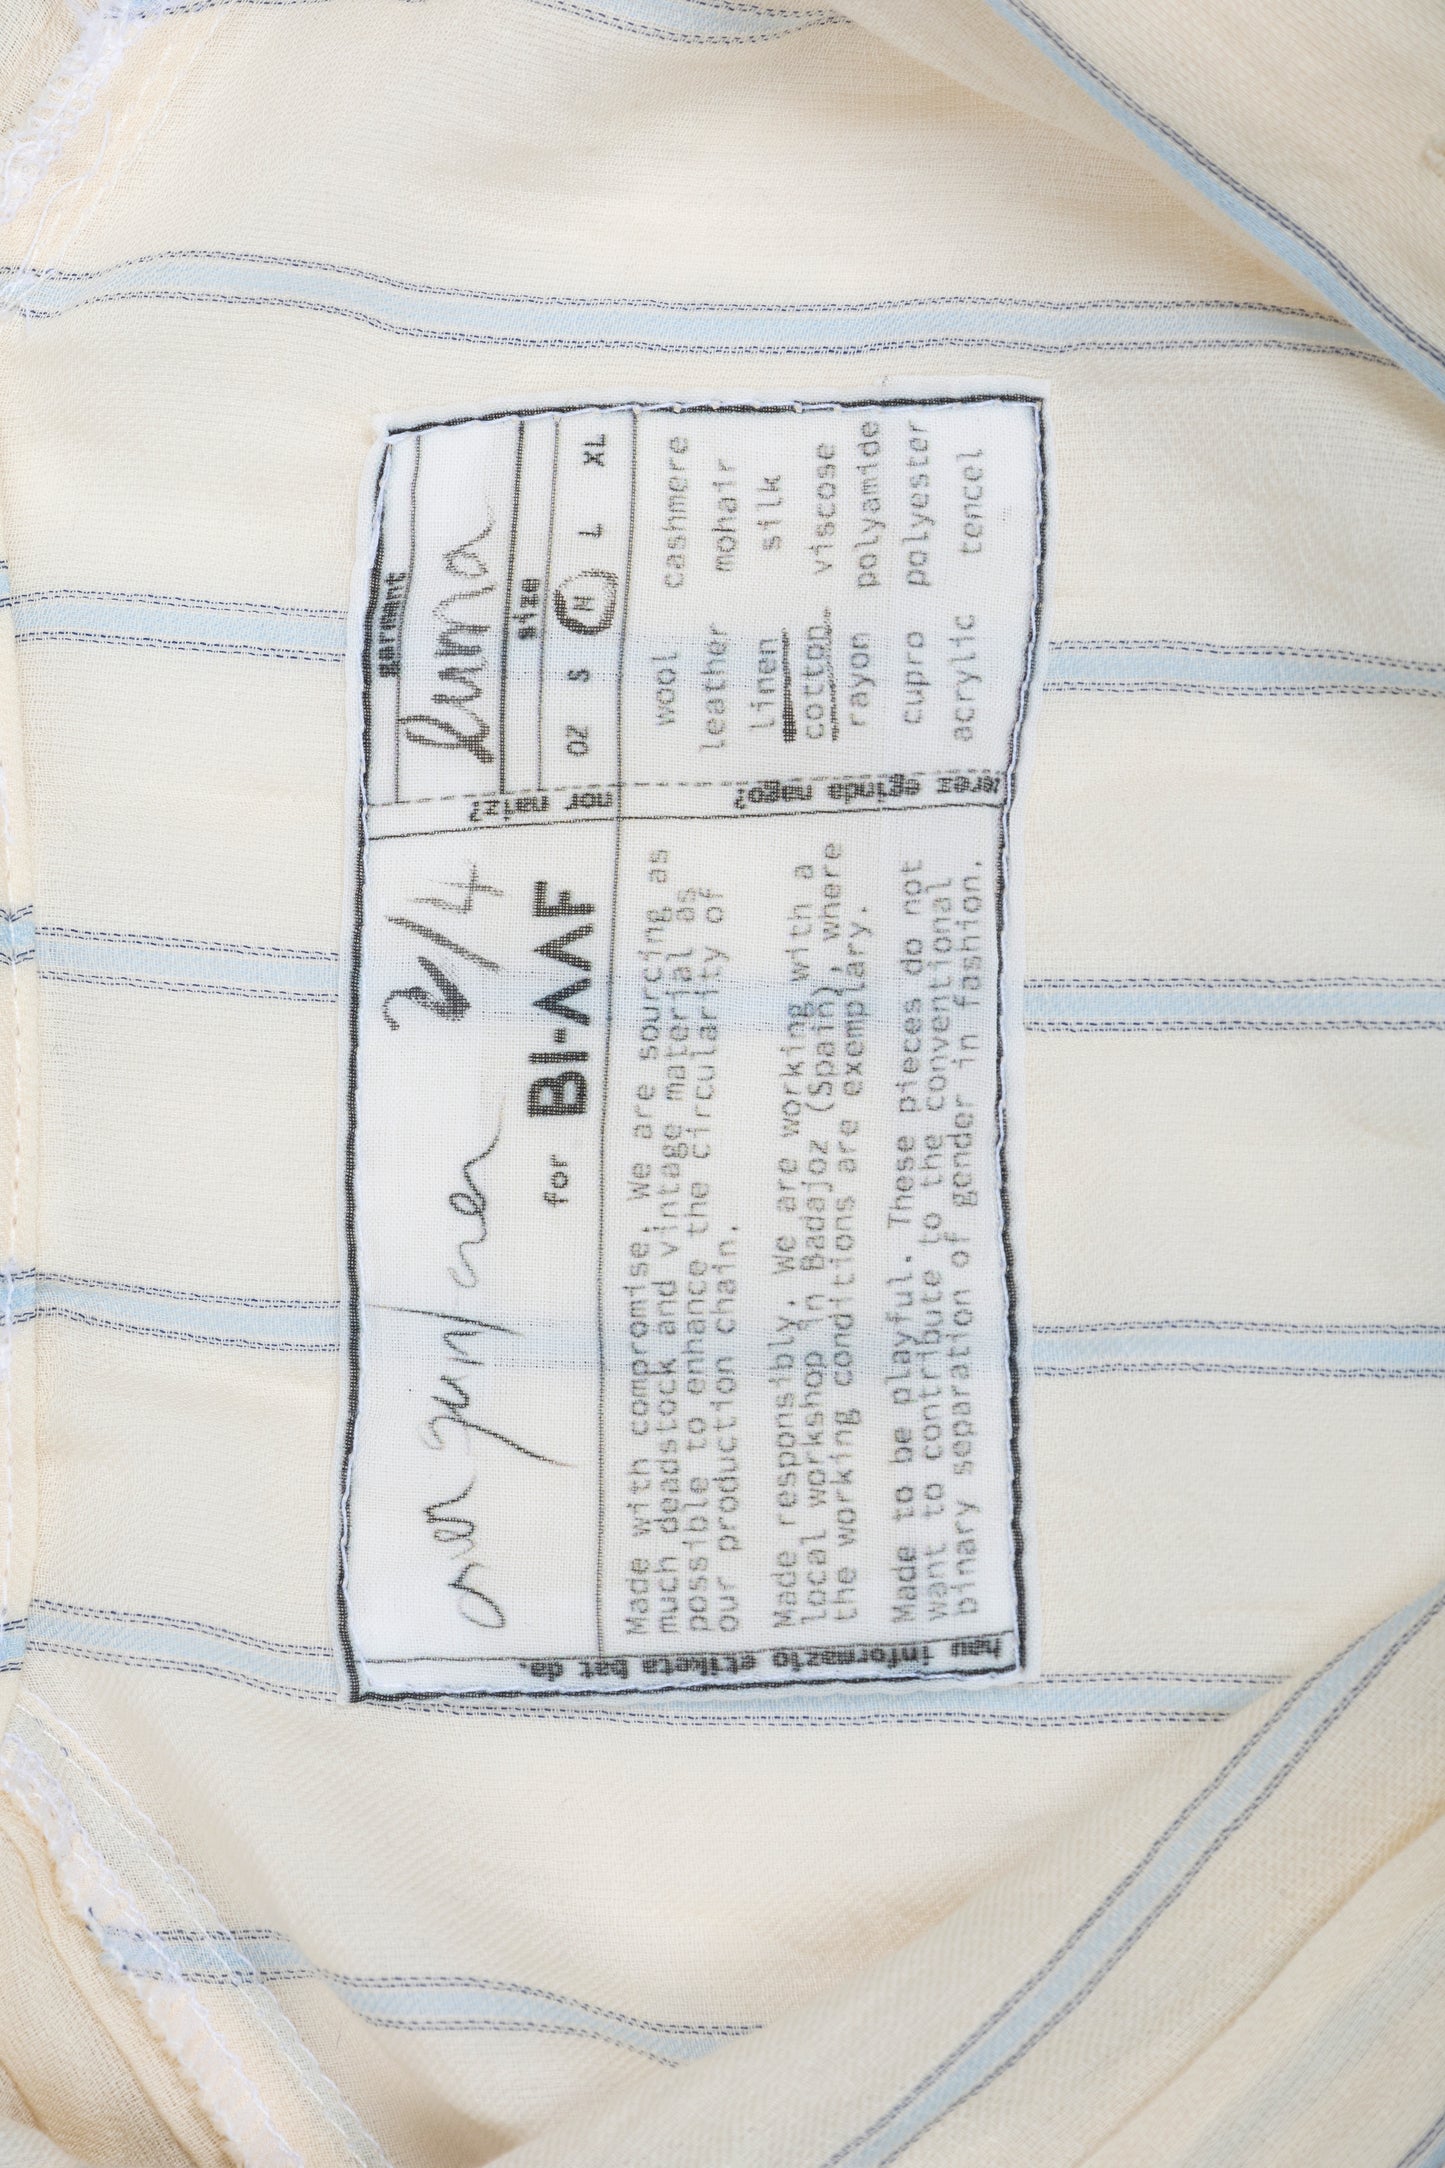 2/4
for BI-AAF
Made with compromise, we are sourcing as
much deadstock and vintage material as
possible to enhance the circularity of
our production chain.
Made responsibly. We are working with a
local workshop in Badajoz (Spain), where
the working conditions are exemplary.
Made to be playful. These pieces do not
want to contribute to the conventional
binary separation of gender in fashion.
hau informazio etiketa bat da.
nor naiz?
zerez eginda nago?
garment
size
OZ S M L XL
wool cashmere
leather mohair
linen silk
cotton viscose
rayon polyamide
cupro polyester
acrylic tencel